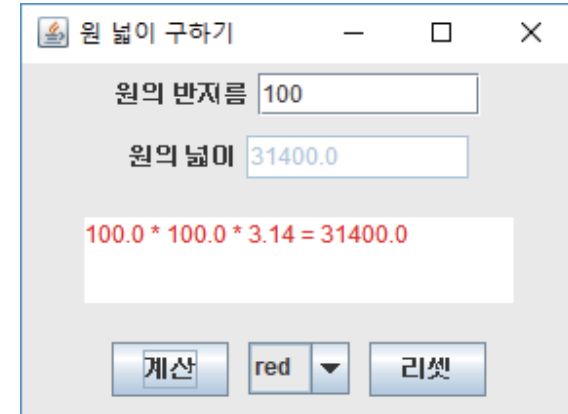 원 넓이 구하기
원의 반지름 100
원의 넓이 31400.0
100.0 * 100.0 * 3.14 = 31400.0
계산 red 리셋